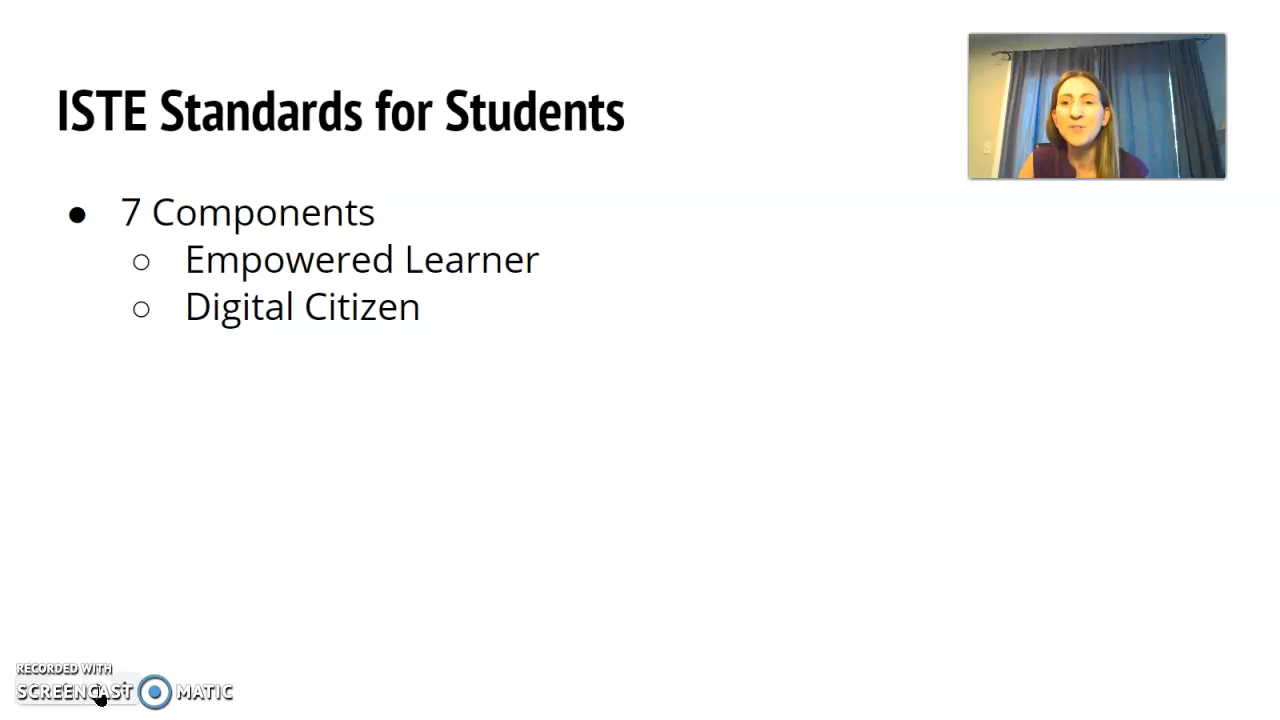 ISTE Standards for Students
● 7 Components
○ Empowered Learner
○ Digital Citizen
RECORDED WITH
SCREENCAST MATIC